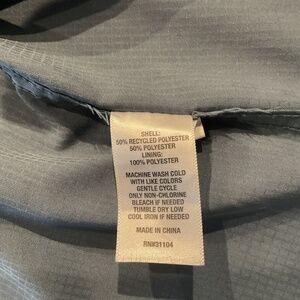 SHELL:
50% RECYCLED POLYESTER
50% POLYESTER
LINING:
100% POLYESTER
MACHINE WASH COLD
WITH LIKE COLORS
GENTLE CYCLE
ONLY NON-CHLORINE
BLEACH IF NEEDED
TUMBLE DRY LOW
COOL IRON IF NEEDED
MADE IN CHINA
RN#31104